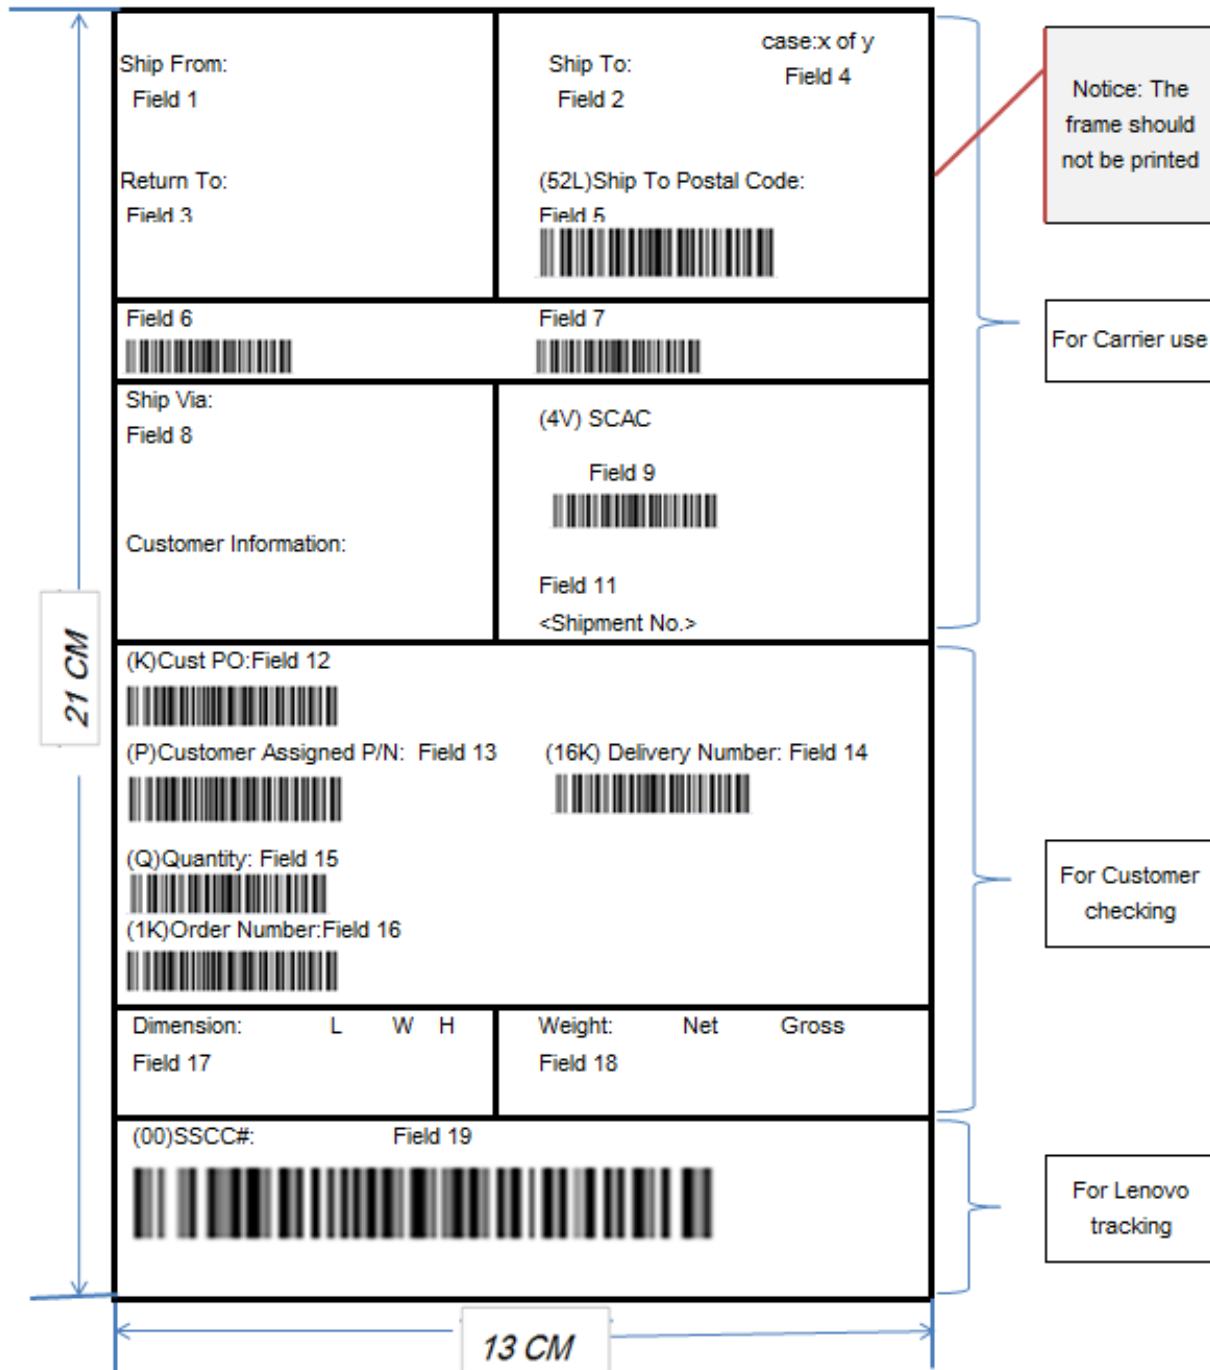 case:x of y
Ship From:
Ship To:
Field 4
Field 1
Field 2
Notice: The
frame should
not be printed
Return To:
(52L)Ship To Postal Code:
Field 3
Field 5
Field 6
Field 7
For Carrier use
Ship Via:
Field 8
(4V) SCAC
Field 9
Customer Information:
Field 11
<Shipment No.>
21 CM
(K)Cust PO:Field 12
(P)Customer Assigned P/N: Field 13
(16K) Delivery Number: Field 14
(Q)Quantity: Field 15
(1K)Order Number:Field 16
For Customer
checking
Dimension: L W H
Field 17
Weight: Net Gross
Field 18
(00)SSCC#: Field 19
For Lenovo
tracking
13 CM